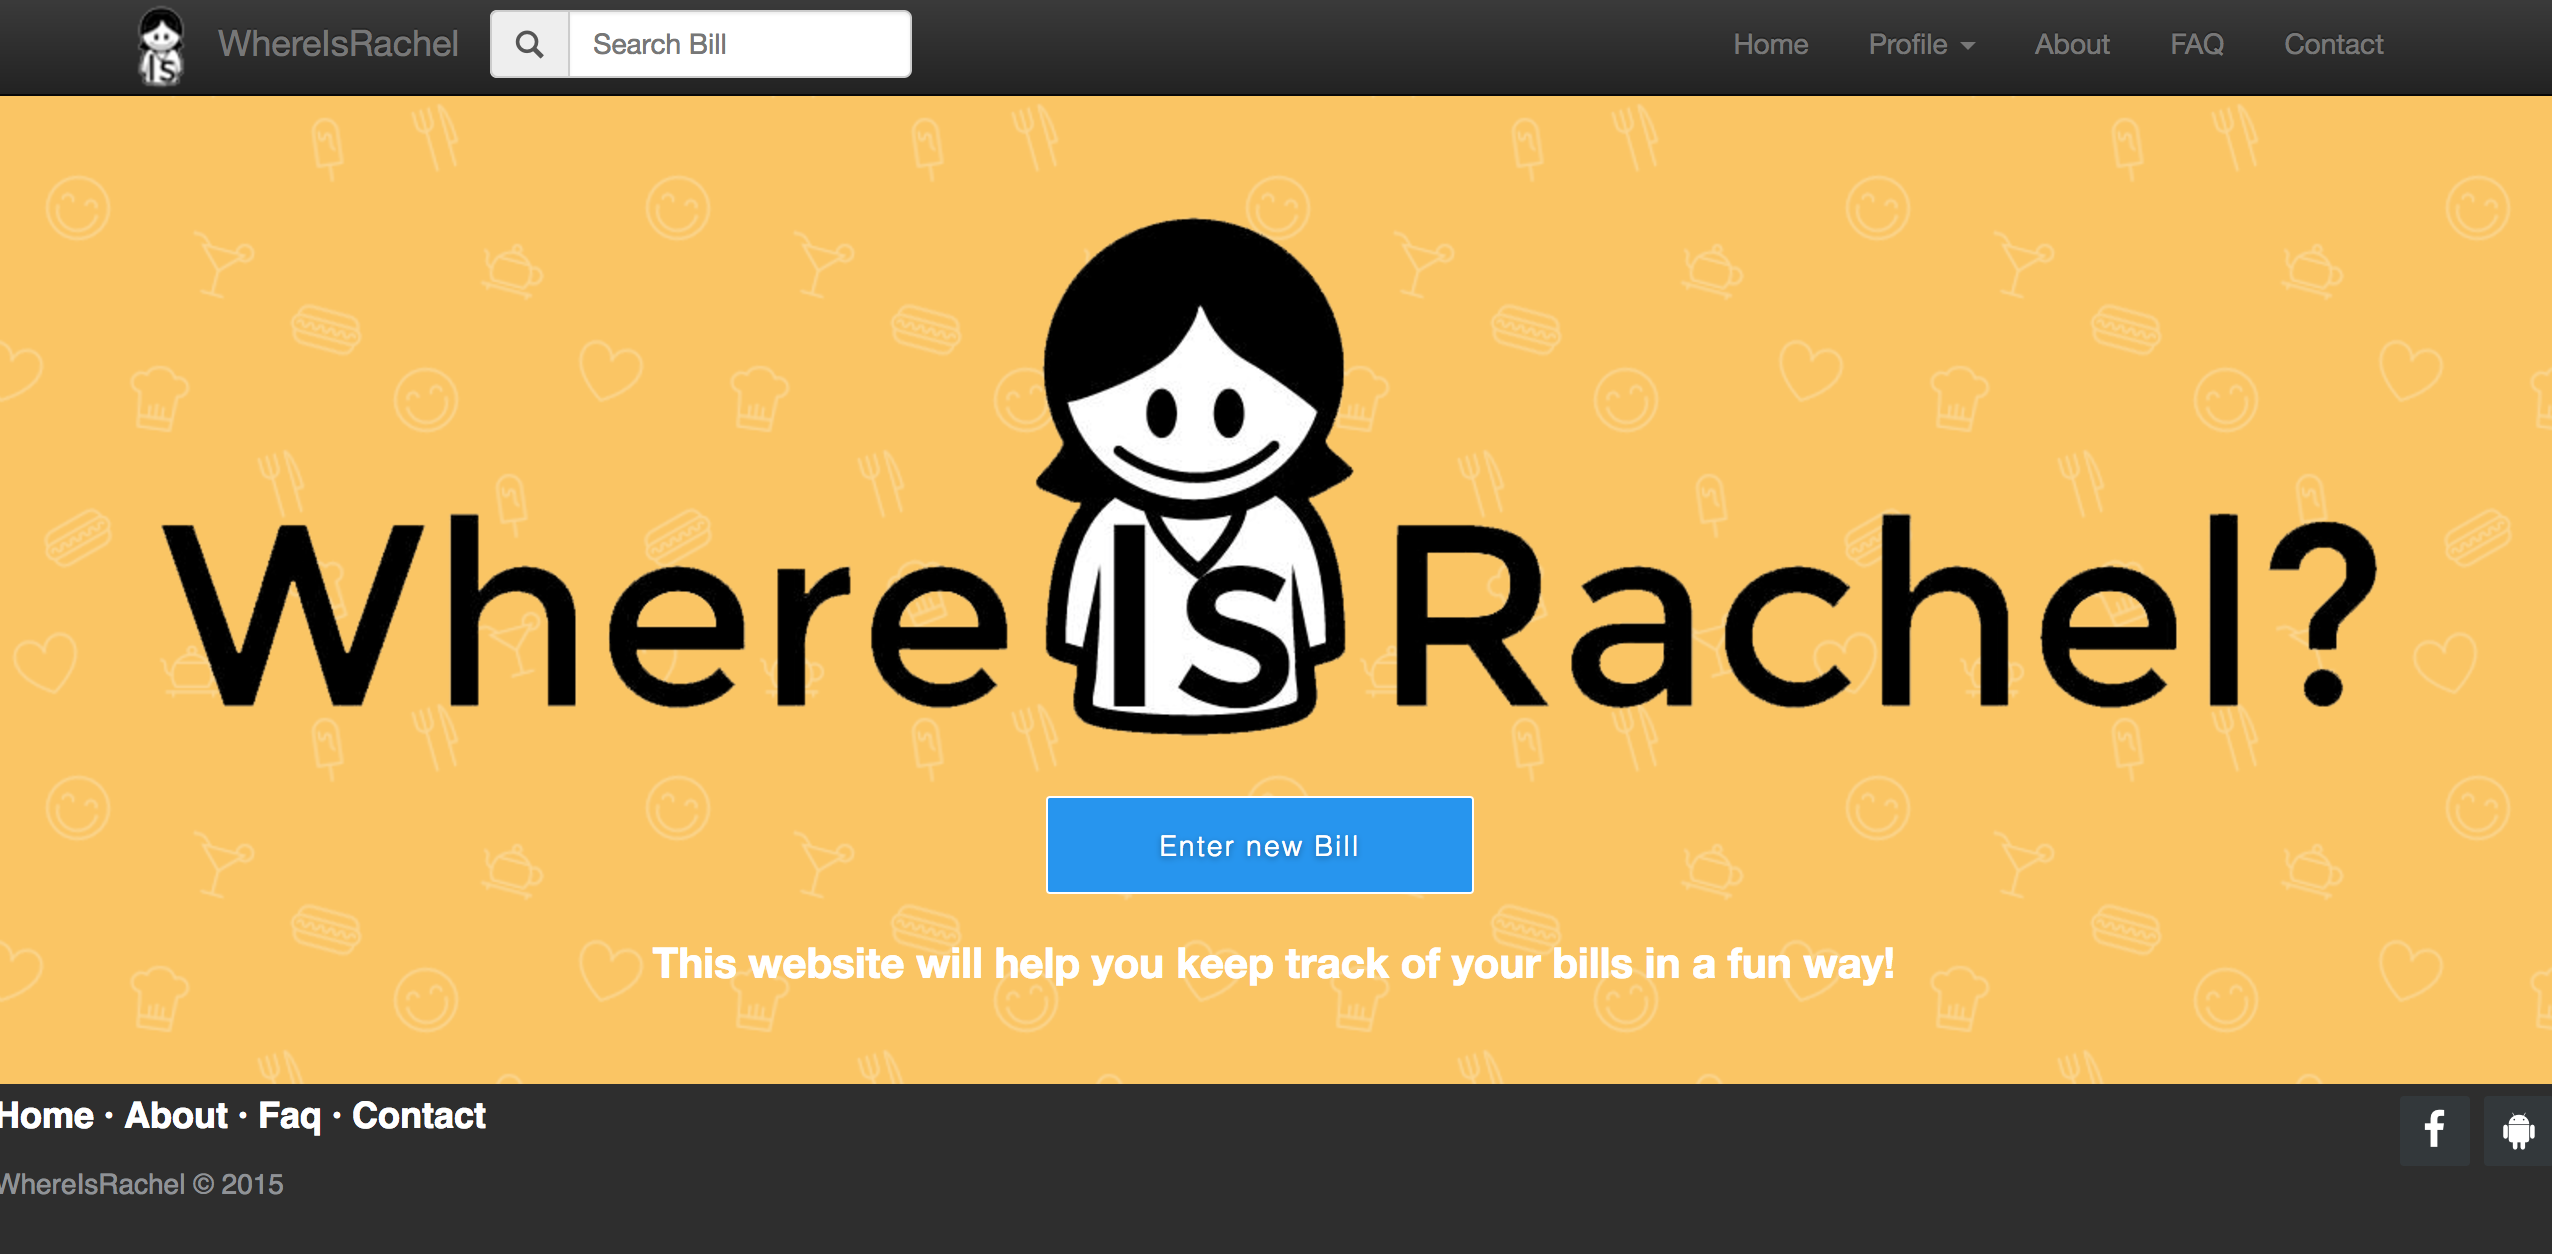 Is WhereIsRachel Search Bill Home Profile About FAQ Contact
Where Is Rachel?
Enter new Bill
This website will help you keep track of your bills in a fun way!
Home · About · Faq · Contact
WhereIsRachel © 2015